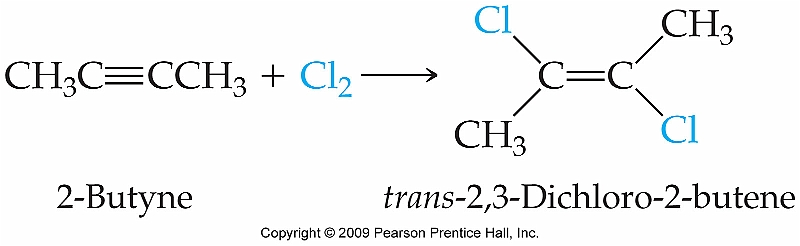 Cl CH₃
CH₃C≡CCH₃ + Cl₂ ⟶ C=C
CH₃ Cl
2-Butyne trans-2,3-Dichloro-2-butene
Copyright © 2009 Pearson Prentice Hall, Inc.